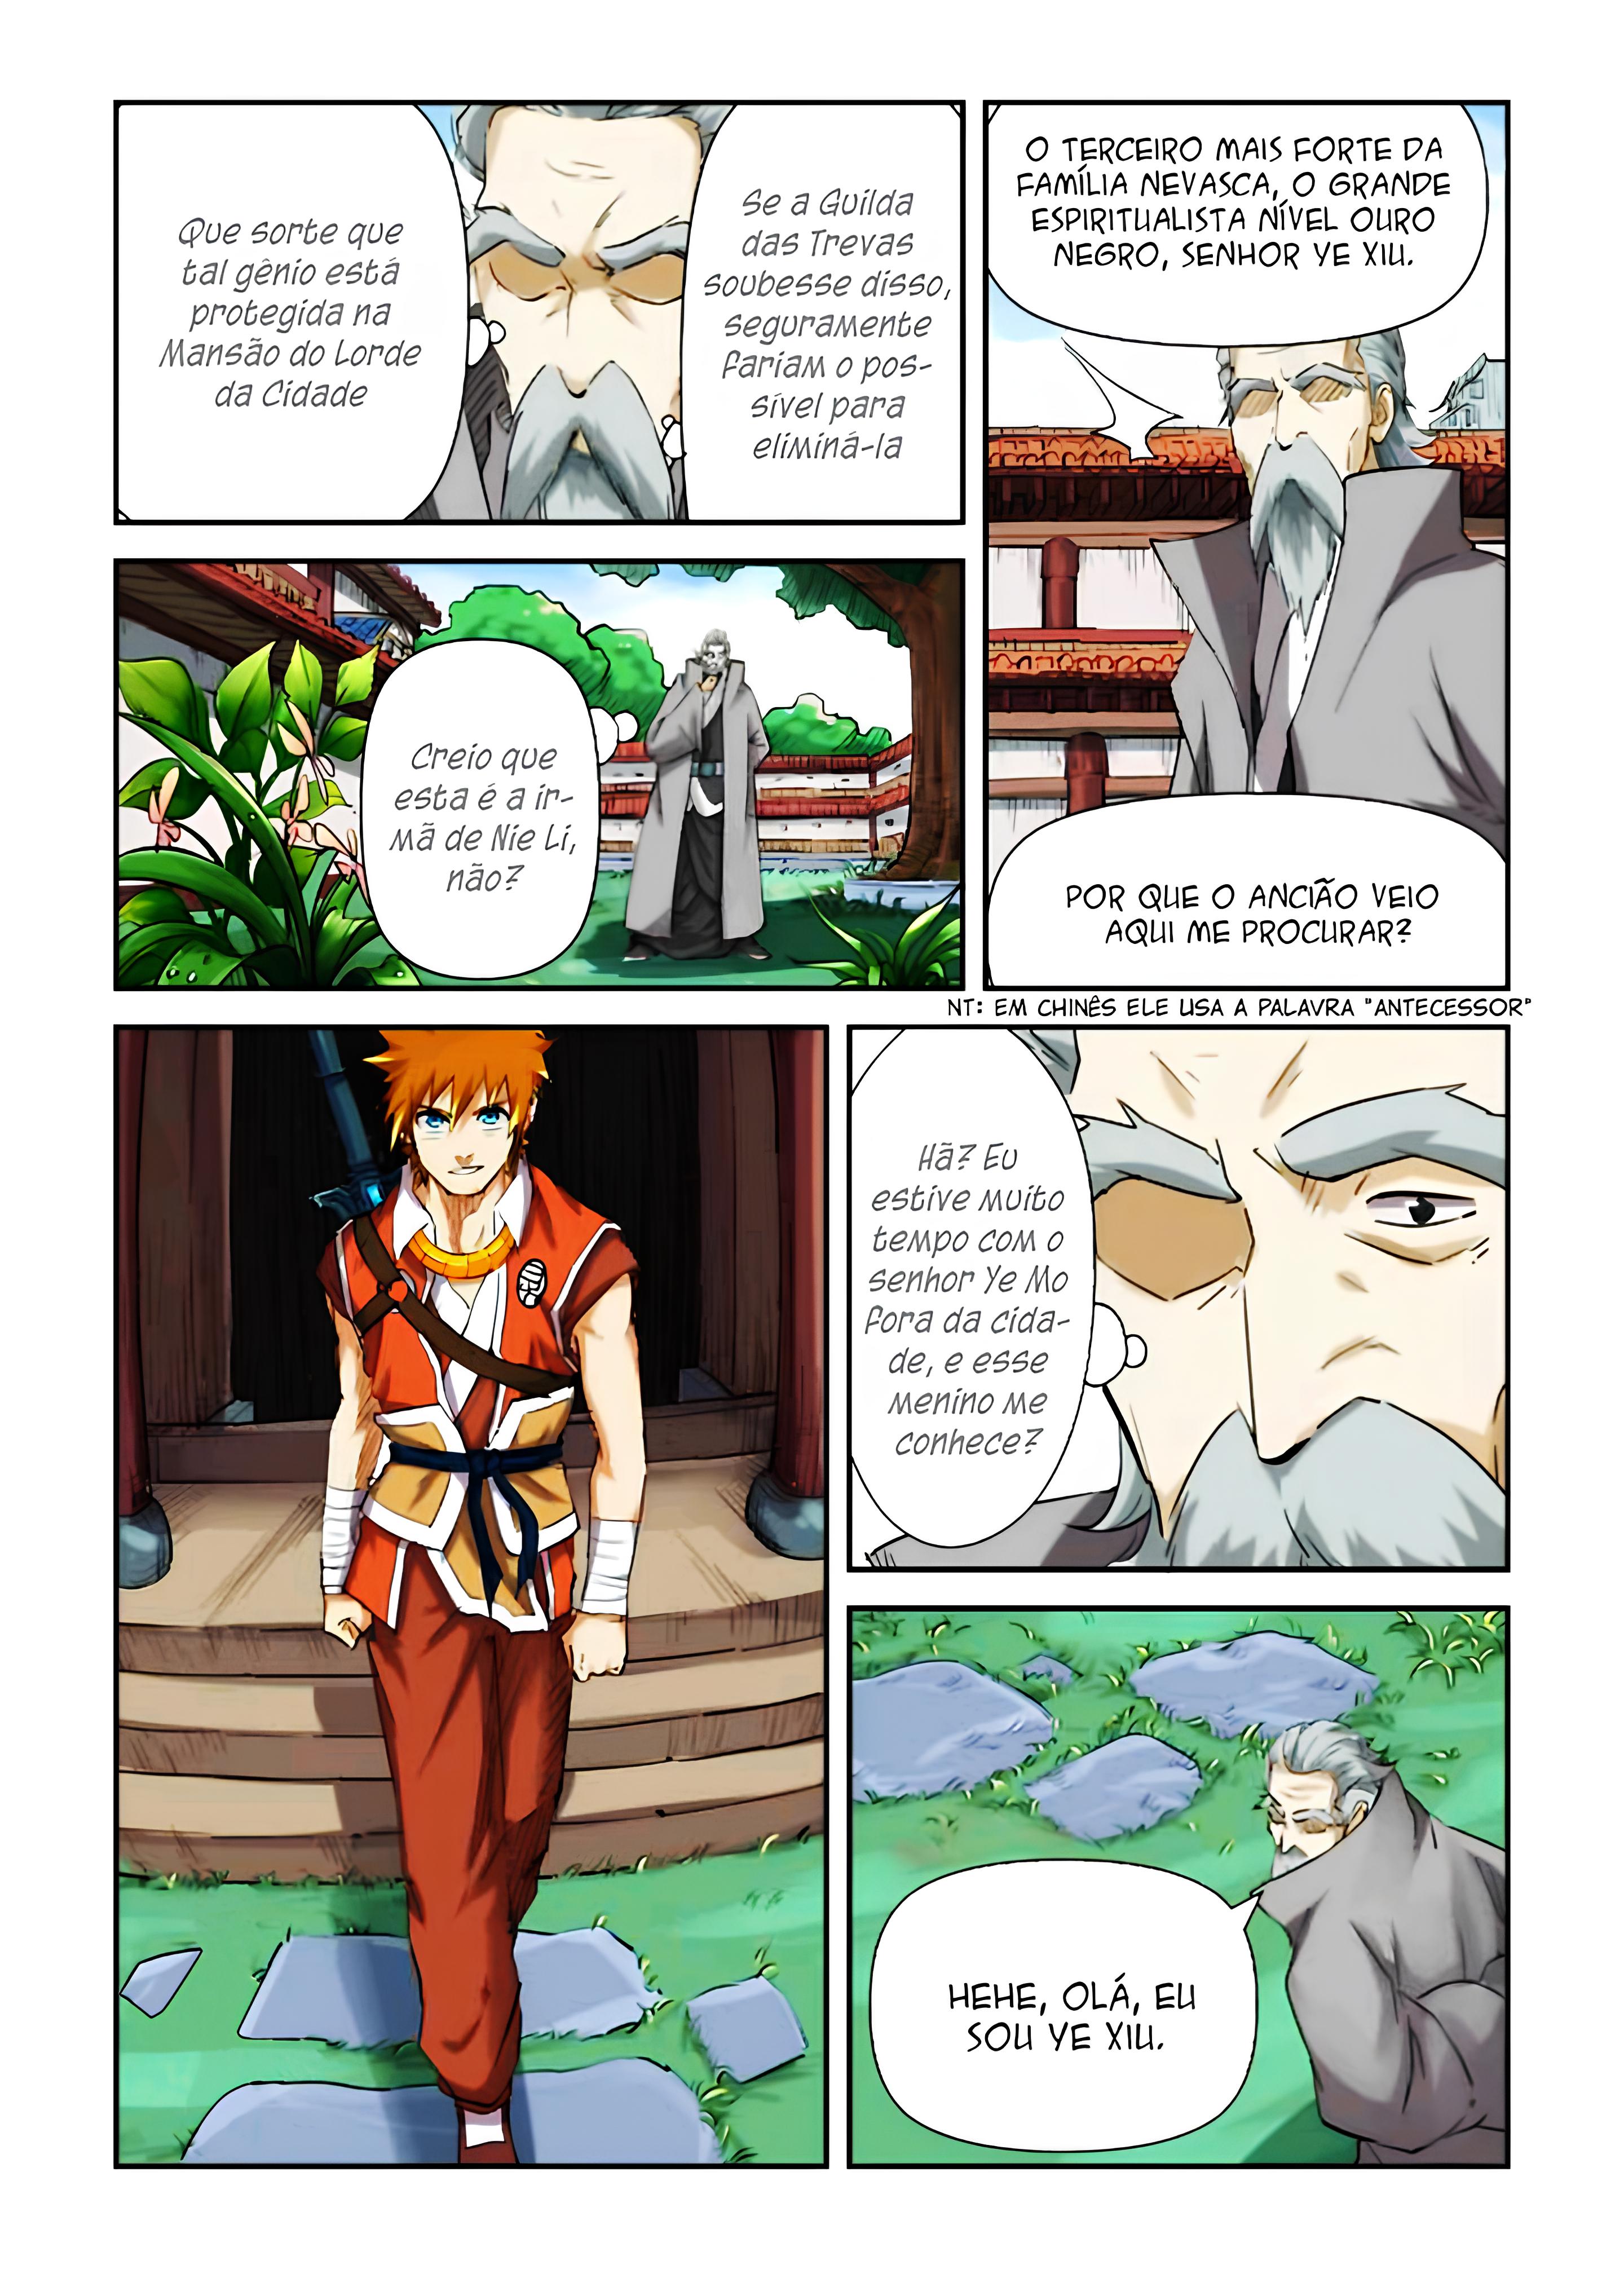 Que sorte que
tal gênio está
protegida na
Mansão do Lorde
da Cidade
Se a Guilda
das Trevas
soubesse disso,
seguramente
fariam o pos-
sível para
eliminá-la
Creio que
esta é a ir-
mã de Nie Li,
não?
O TERCEIRO MAIS FORTE DA
FAMÍLIA NEVASCA, O GRANDE
ESPIRITUALISTA NÍVEL OURO
NEGRO, SENHOR YE XIU.
POR QUE O ANCIÃO VEIO
AQUI ME PROCURAR?
NT: EM CHINÊS ELE USA A PALAVRA "ANTECESSOR"
Hã? Eu
estive muito
tempo com o
senhor Ye Mo
fora da cida-
de, e esse
menino me
conhece?
HEHE, OLÁ, EU
SOU YE XIU.